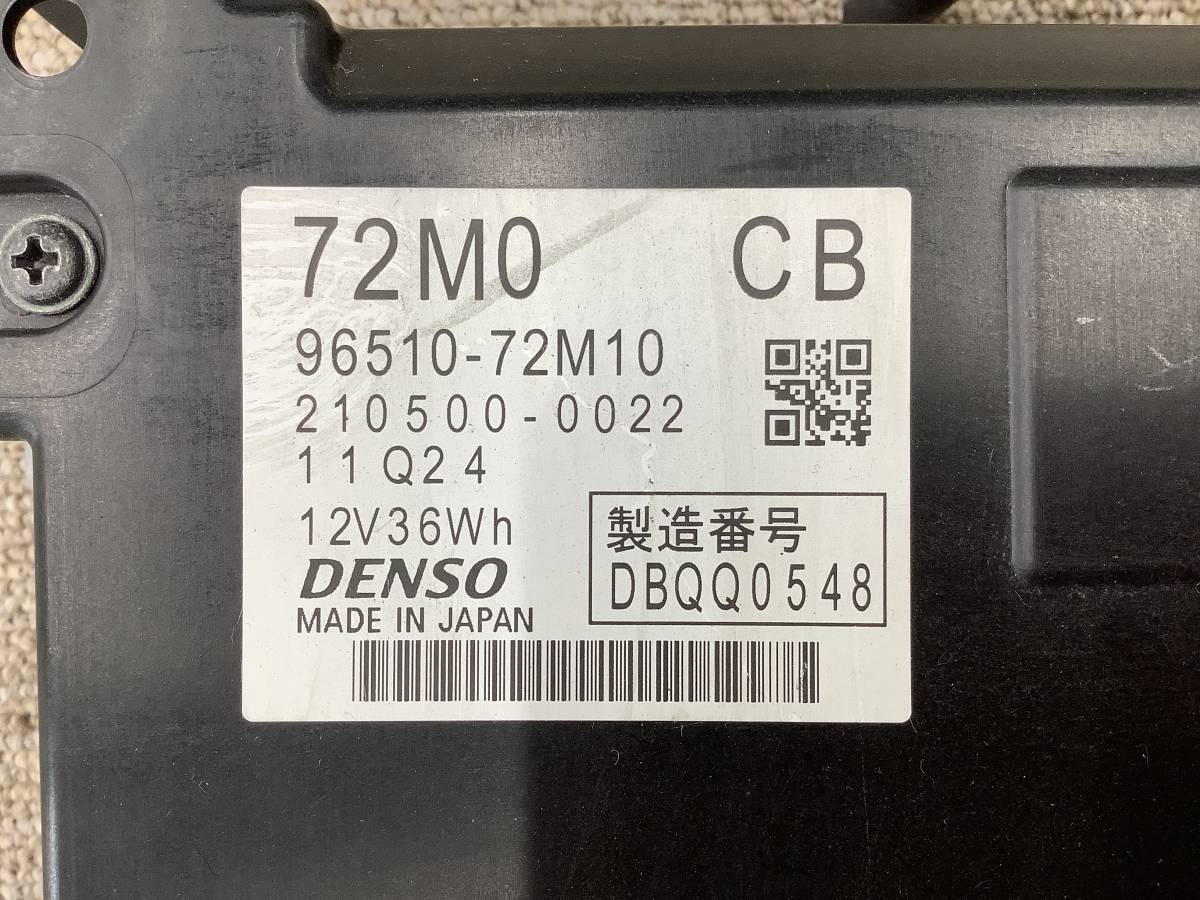 72M0 CB
96510-72M10
210500-0022
11Q24
12V36Wh
DENSO
MADE IN JAPAN
製造番号
DBQQ0548